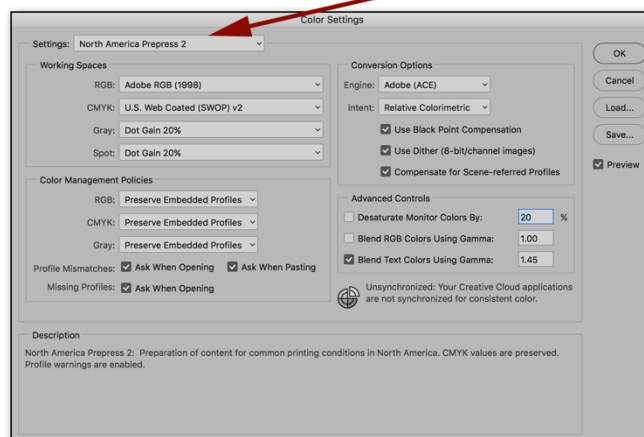 Color Settings
Settings: North America Prepress 2
OK
Cancel
Load...
Save...
Preview
Working Spaces
RGB: Adobe RGB (1998)
CMYK: U.S. Web Coated (SWOP) v2
Gray: Dot Gain 20%
Spot: Dot Gain 20%
Color Management Policies
RGB: Preserve Embedded Profiles
CMYK: Preserve Embedded Profiles
Gray: Preserve Embedded Profiles
Profile Mismatches: Ask When Opening Ask When Pasting
Missing Profiles: Ask When Opening
Conversion Options
Engine: Adobe (ACE)
Intent: Relative Colorimetric
Use Black Point Compensation
Use Dither (8-bit/channel images)
Compensate for Scene-referred Profiles
Advanced Controls
Desaturate Monitor Colors By: 20 %
Blend RGB Colors Using Gamma: 1.00
Blend Text Colors Using Gamma: 1.45
Unsynchronized: Your Creative Cloud applications
are not synchronized for consistent color.
Description
North America Prepress 2: Preparation of content for common printing conditions in North America. CMYK values are preserved.
Profile warnings are enabled.